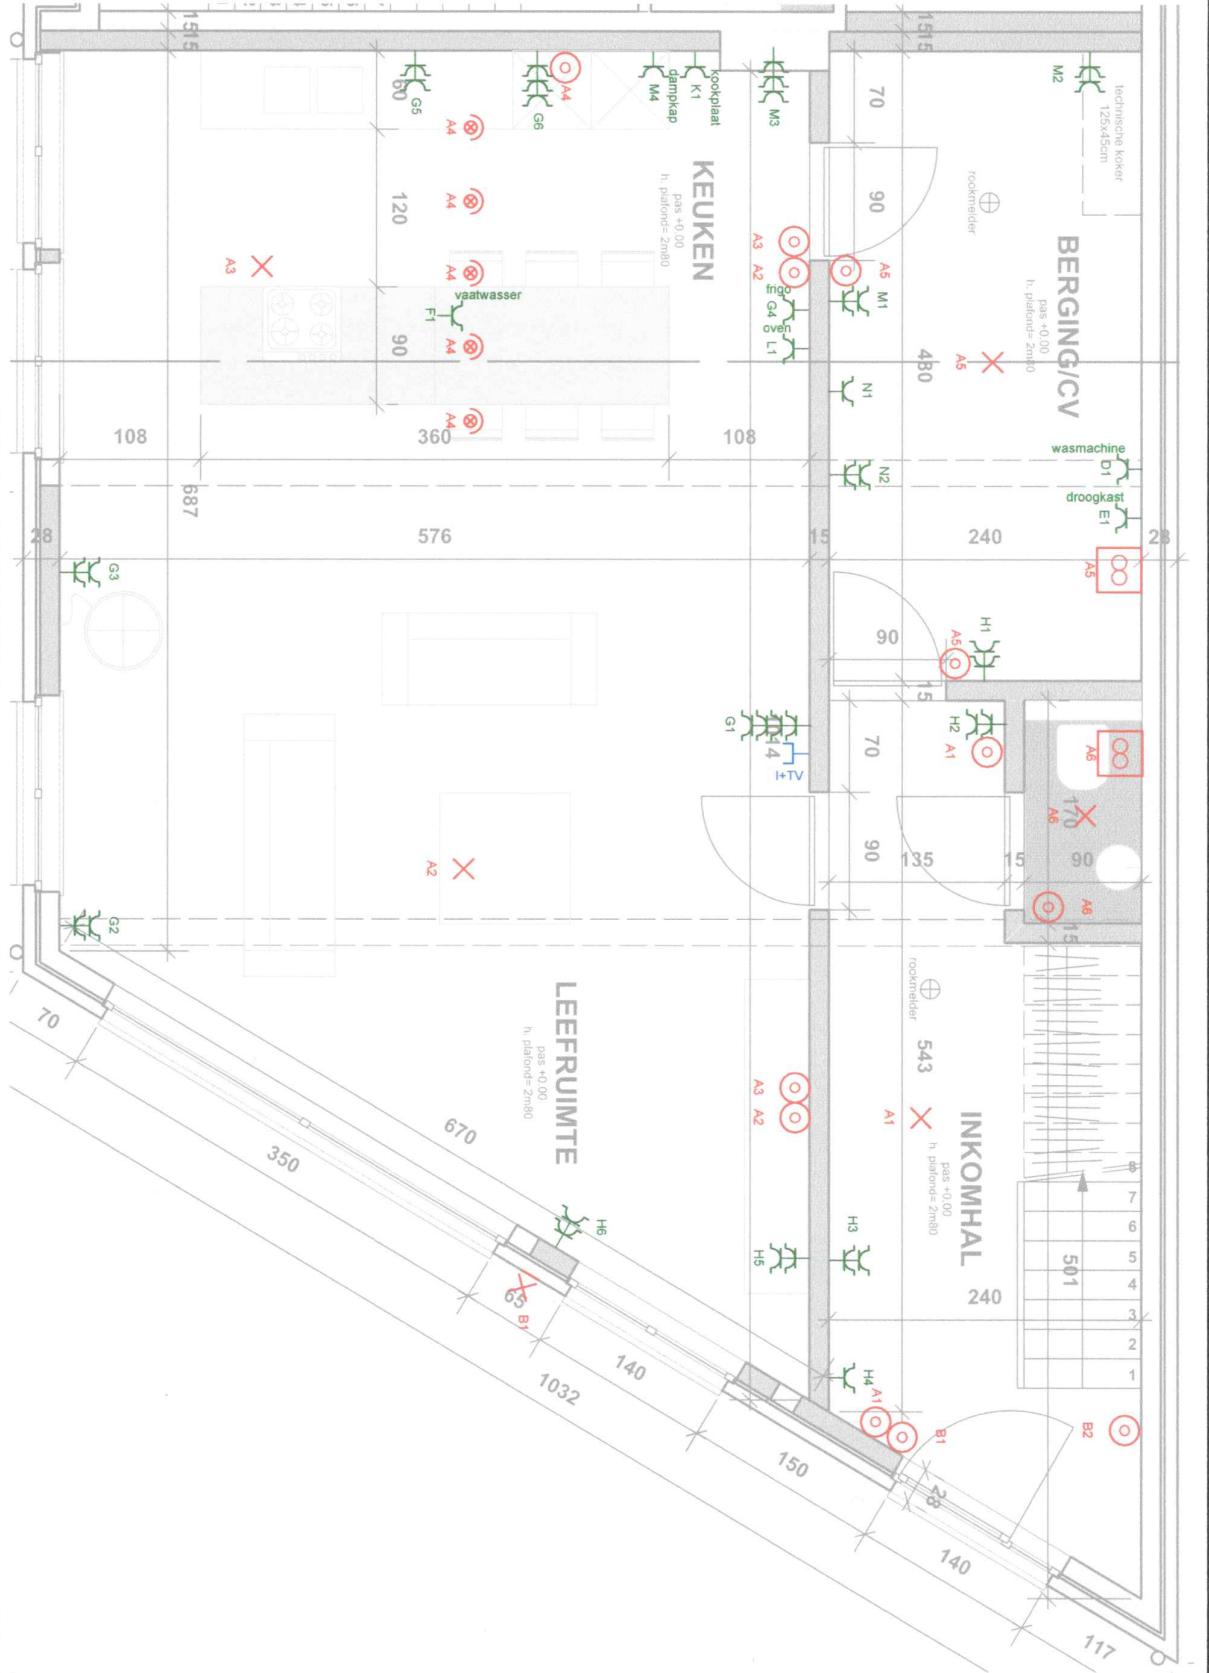 1515
1515
G5
60
G6
A4
M4
dampkap
K1
kookplaat
M3
70
M2
technische koker
125x45cm
A4
KEUKEN
pas +0.00
h. plafond= 2m80
90
rookmelder
BERGING/CV
pas +0.00
h. plafond= 2m80
A4
120
A3
A4
A3
A2
A5
vaatwasser
F1
frigo
G4
oven
L1
M1
90
A4
480
A5
N1
A4
108
360
108
wasmachine
D1
N2
687
droogkast
E1
28
576
15
240
28
G3
A5
90
A5
H1
15
G1
1014
I+TV
70
H2
A1
A6
170
A6
A2
90
135
15
90
A6
15
G2
LEEFRUIMTE
pas +0.00
h. plafond= 2m80
rookmelder
543
70
A3
A2
A1
INKOMHAL
pas +0.00
h. plafond= 2m80
8
7
6
5
4
3
2
1
501
670
350
H6
H5
H3
240
65
B1
140
1032
H4
A1
B1
B2
150
28
140
117